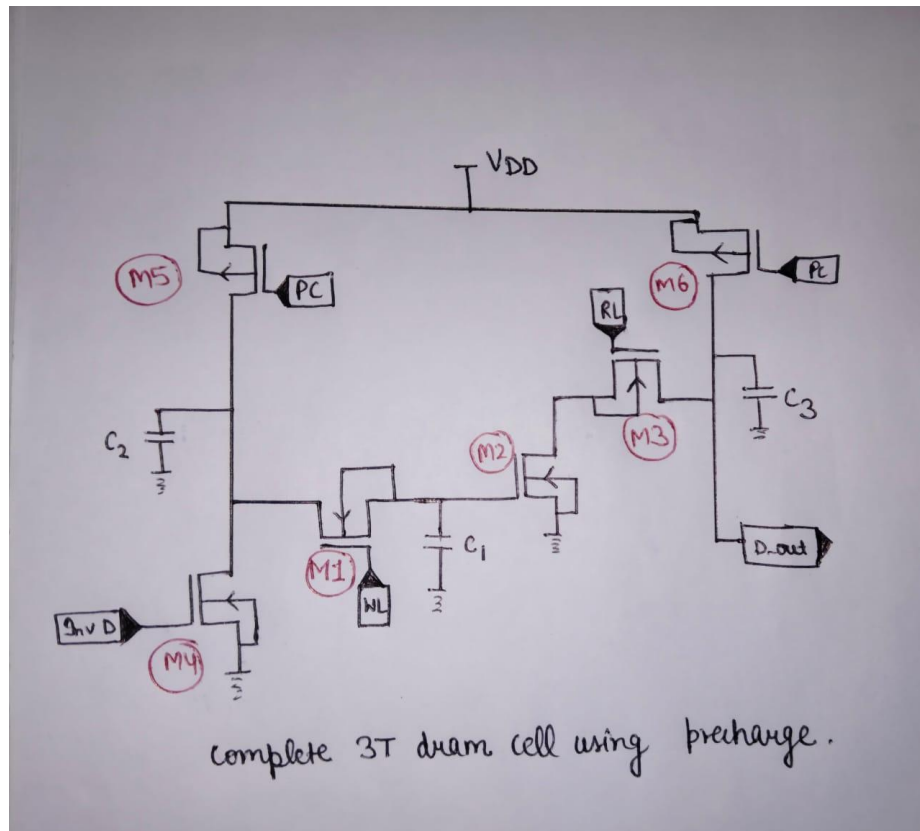 VDD
M5
PC
M6
PC
RL
C2
C3
M3
M2
M1
C1
WL
D_out
Inv D
M4
complete 3T dram cell using precharge.